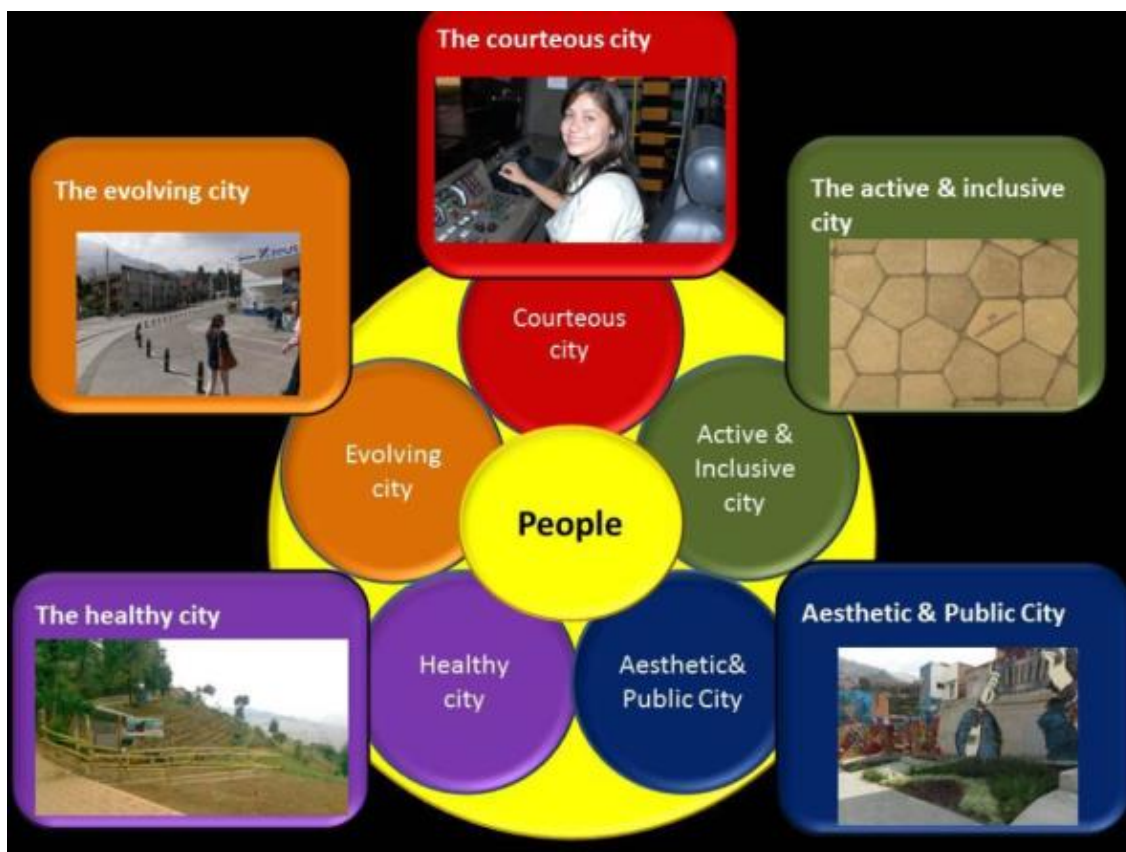 The courteous city
The evolving city
The active & inclusive
city
Courteous
city
Evolving
city
Active &
Inclusive
city
People
The healthy city
Aesthetic & Public City
Healthy
city
Aesthetic&
Public City